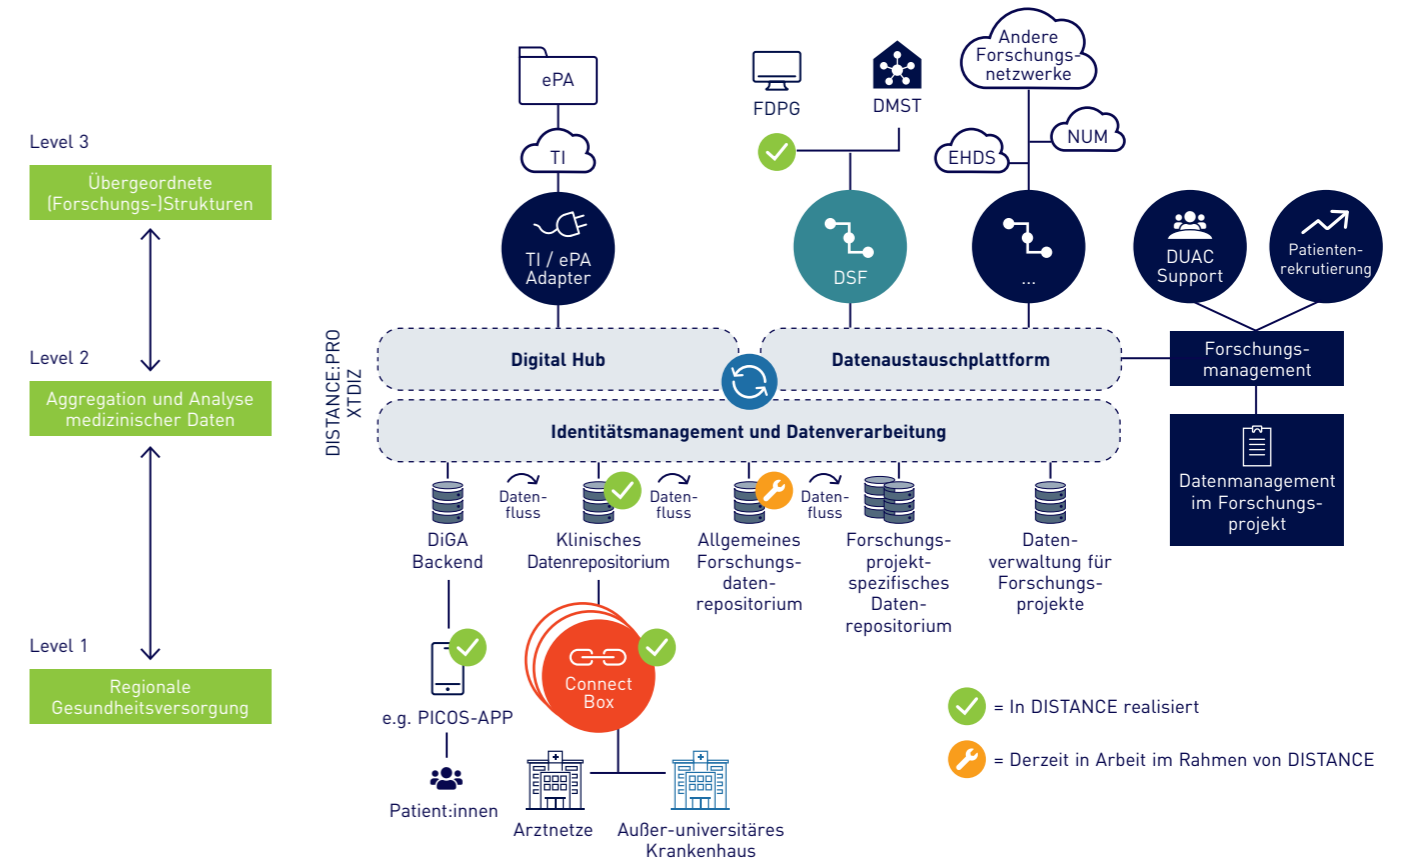 Level 3
Übergeordnete
(Forschungs-)Strukturen
Level 2
Aggregation und Analyse
medizinischer Daten
Level 1
Regionale
Gesundheitsversorgung
ePA
TI
TI / ePA
Adapter
FDPG
DMST
DSF
Andere
Forschungs-
netzwerke
EHDS
NUM
...
DUAC
Support
Patienten-
rekrutierung
DISTANCE:PRO
XTDIZ
Digital Hub
Datenaustauschplattform
Forschungs-
management
Identitätsmanagement und Datenverarbeitung
Datenmanagement
im Forschungs-
projekt
Daten-
fluss
Daten-
fluss
Daten-
fluss
DiGA
Backend
Klinisches
Datenrepositorium
Allgemeines
Forschungs-
daten-
repositorium
Forschungs-
projekt-
spezifisches
Daten-
repositorium
Daten-
verwaltung für
Forschungs-
projekte
e.g. PICOS-APP
Patient:innen
Connect
Box
Arztnetze
Außer-universitäres
Krankenhaus
= In DISTANCE realisiert
= Derzeit in Arbeit im Rahmen von DISTANCE